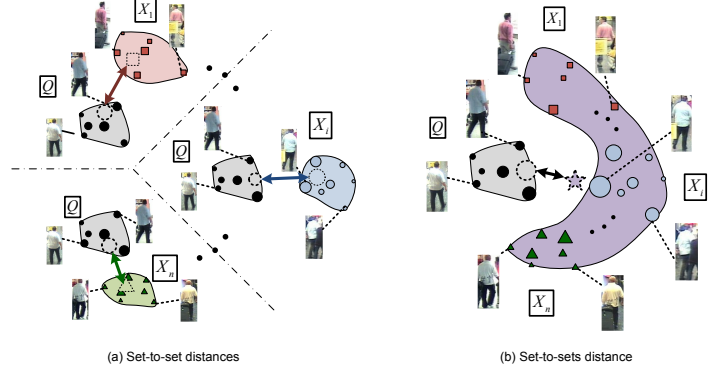 X1
Q
Q
Xi
Q
Xn
(a) Set-to-set distances
X1
Q
Xi
Xn
(b) Set-to-sets distance